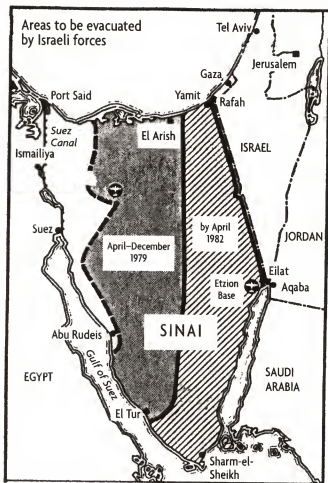 Areas to be evacuated
by Israeli forces
Tel Aviv
Jerusalem
Gaza
Port Said
Yamit
Rafah
Suez
Canal
El Arish
Ismailiya
ISRAEL
Suez
April–December
1979
by April
1982
JORDAN
Eilat
Etzion
Base
Aqaba
Abu Rudeis
SINAI
Gulf of Suez
EGYPT
SAUDI
ARABIA
El Tur
Sharm-el-
Sheikh